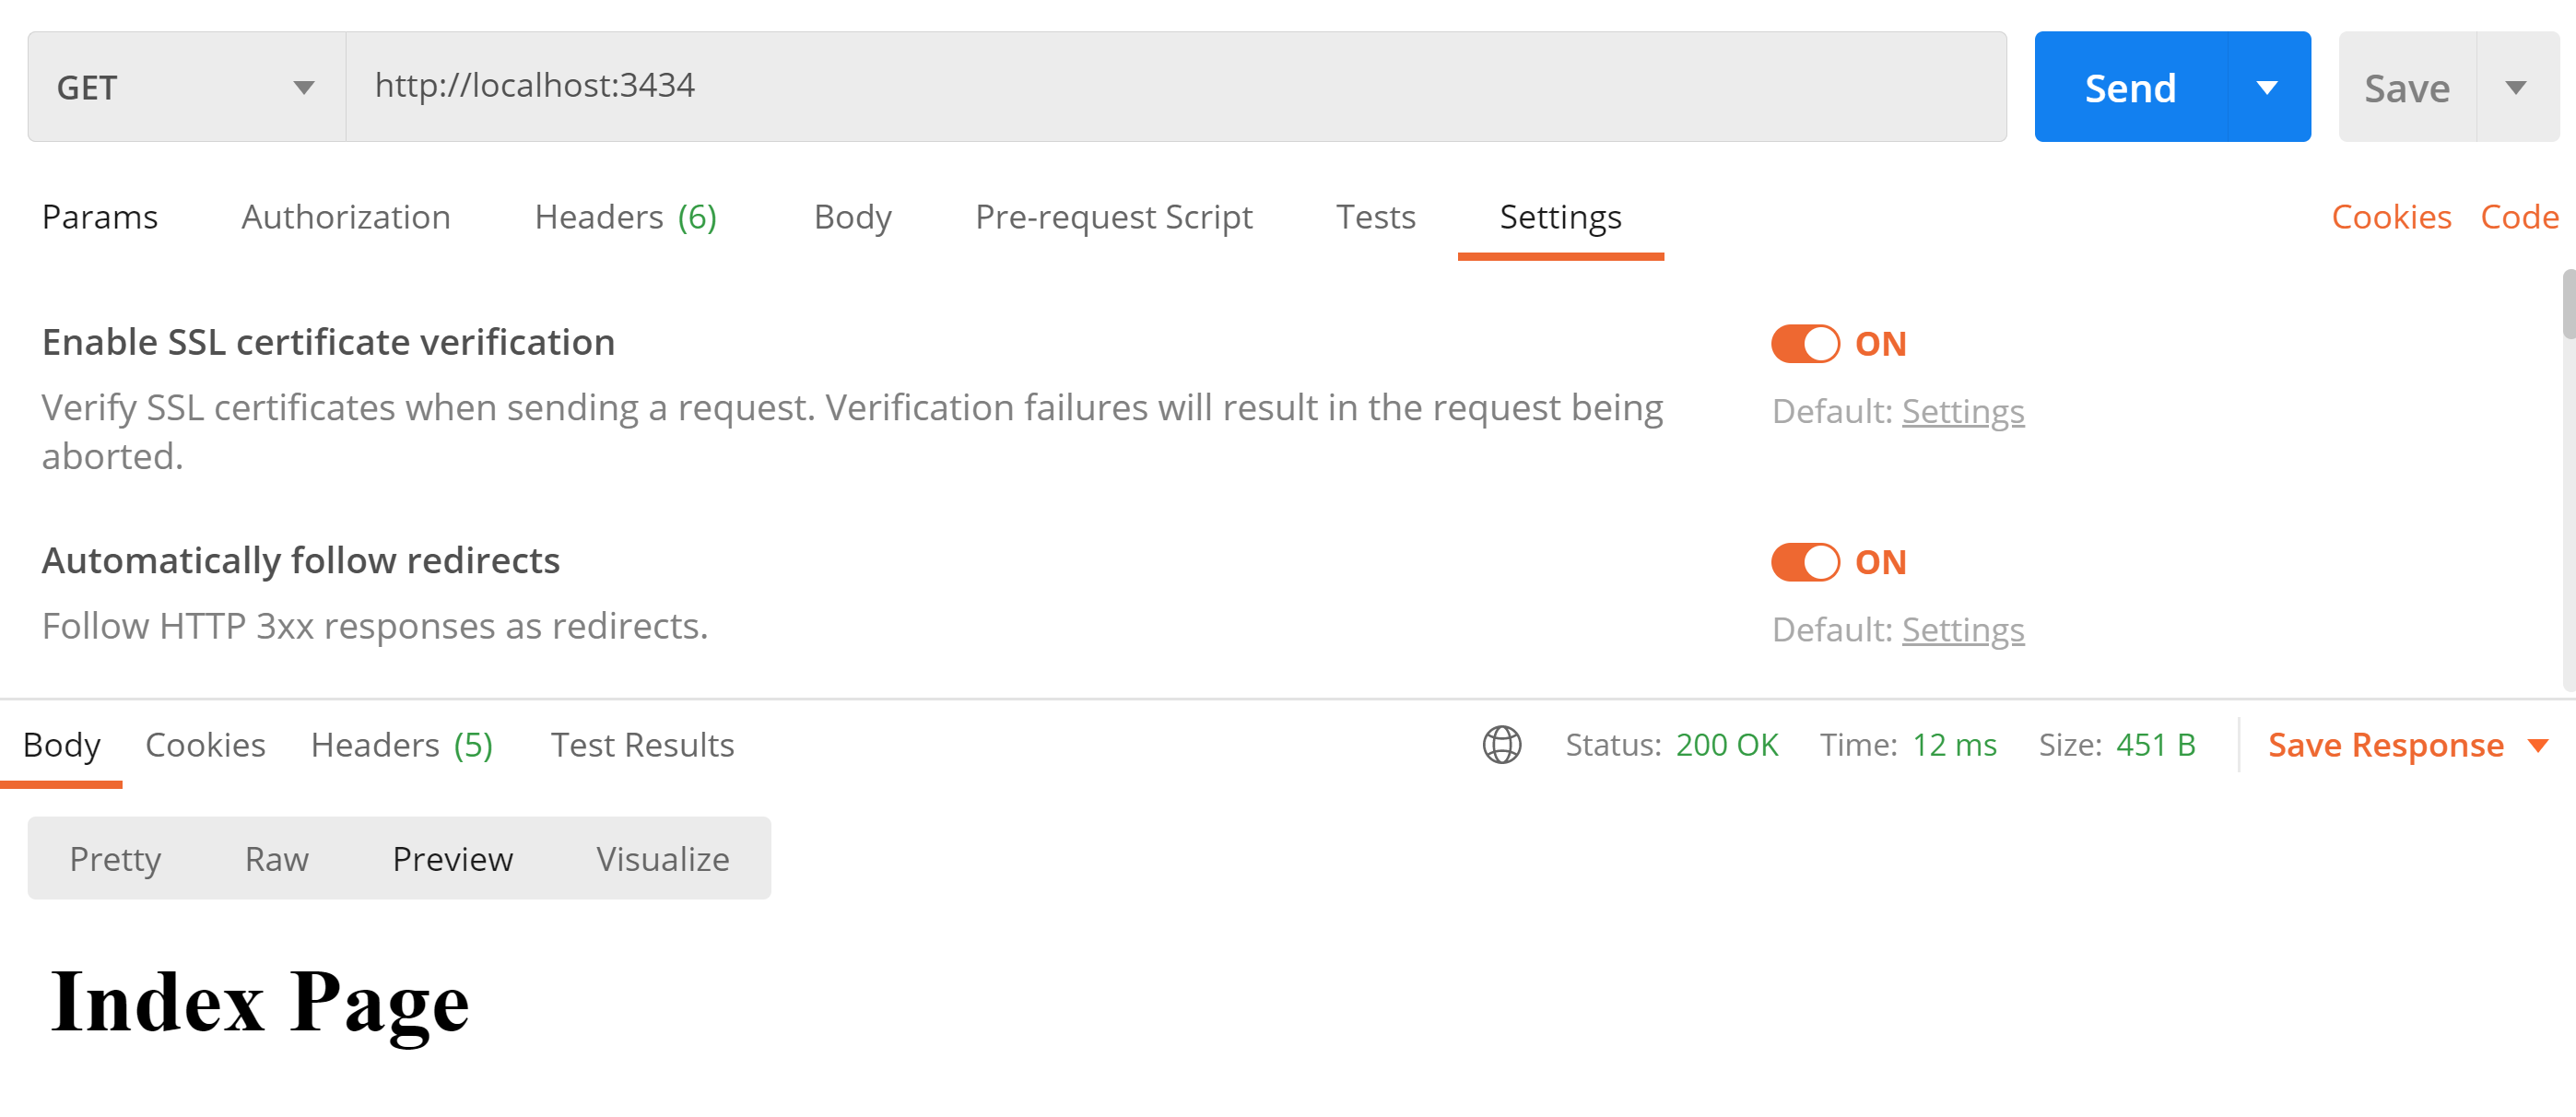 GET http://localhost:3434 Send Save
Params Authorization Headers (6) Body Pre-request Script Tests Settings Cookies Code
Enable SSL certificate verification ON
Verify SSL certificates when sending a request. Verification failures will result in the request being Default: Settings
aborted.
Automatically follow redirects ON
Follow HTTP 3xx responses as redirects. Default: Settings
Body Cookies Headers (5) Test Results Status: 200 OK Time: 12 ms Size: 451 B Save Response
Pretty Raw Preview Visualize
Index Page